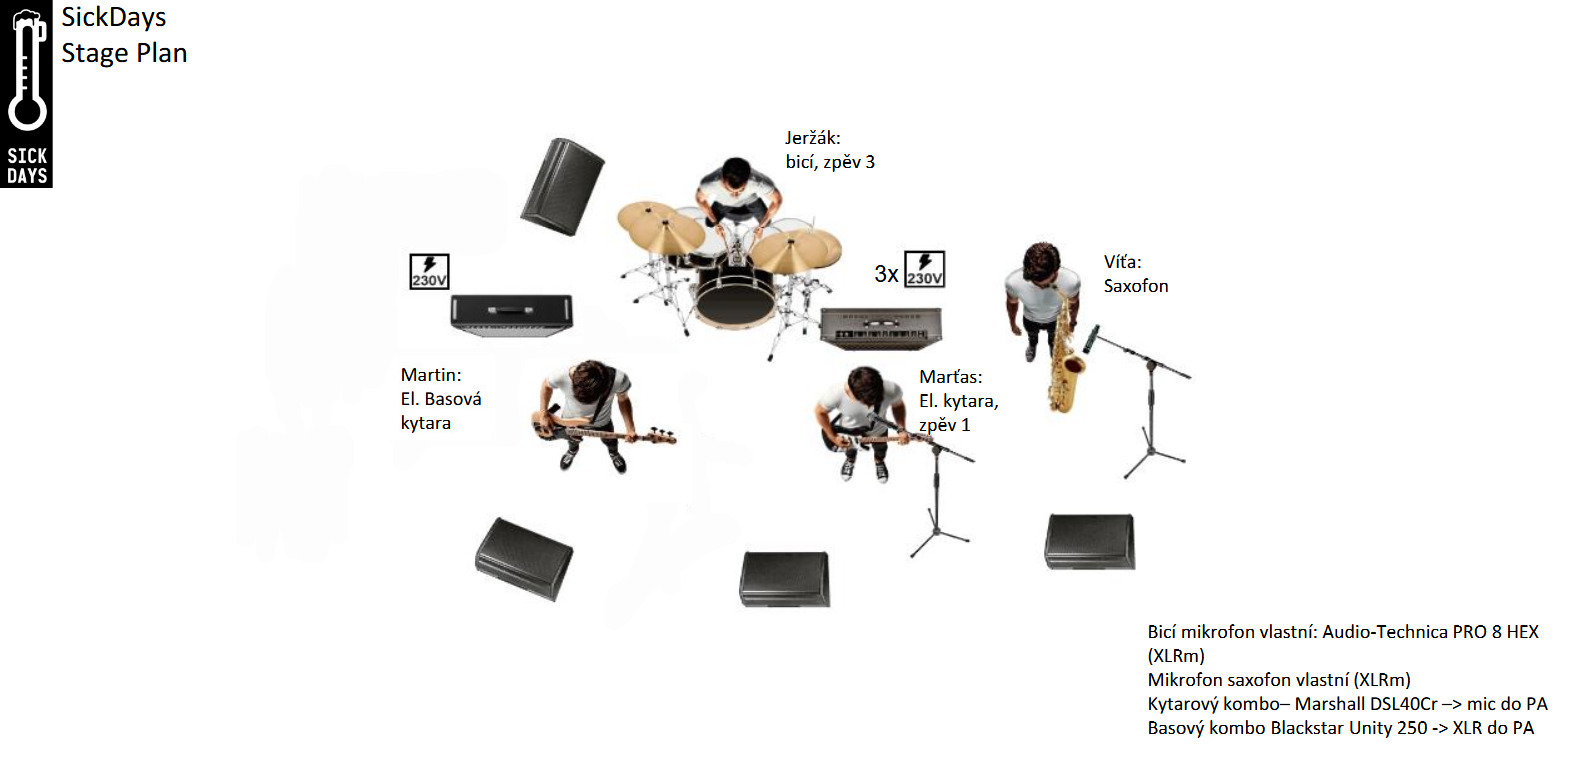 SickDays
Stage Plan
SICK
DAYS
Jeržák:
bicí, zpěv 3
230V
3x 230V
Víťa:
Saxofon
Martin:
El. Basová
kytara
Marťas:
El. kytara,
zpěv 1
Bicí mikrofon vlastní: Audio-Technica PRO 8 HEX
(XLRm)
Mikrofon saxofon vlastní (XLRm)
Kytarový kombo– Marshall DSL40Cr –> mic do PA
Basový kombo Blackstar Unity 250 -> XLR do PA